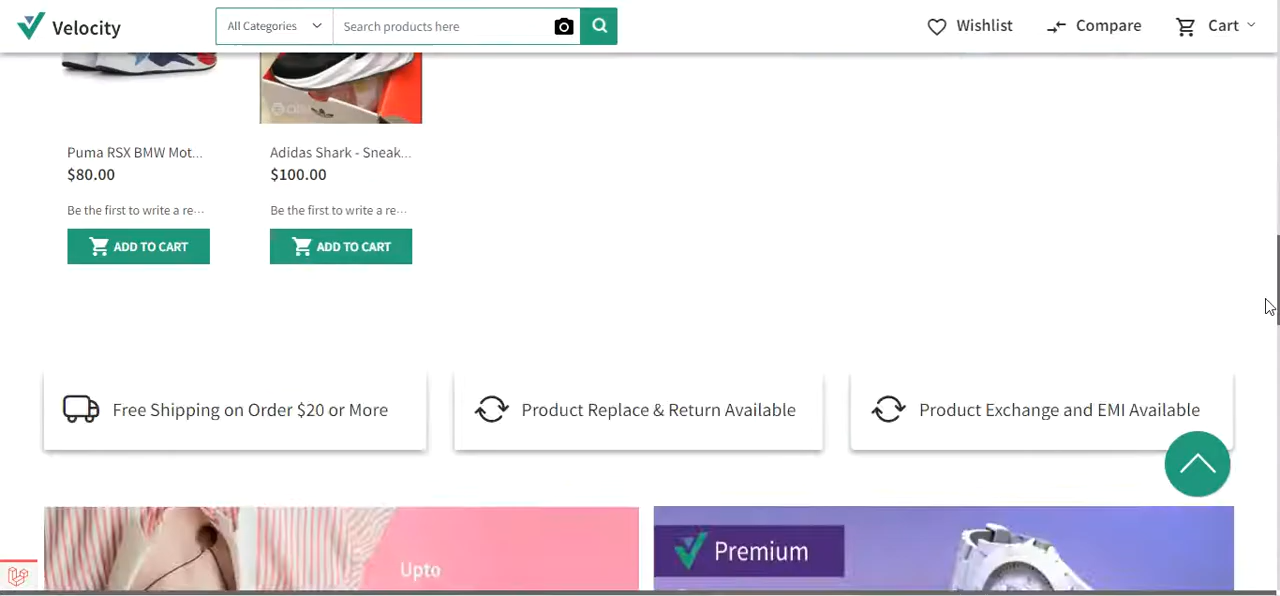 Velocity
All Categories
Search products here
Wishlist
Compare
Cart
Puma RSX BMW Mot...
Adidas Shark - Sneak...
$80.00
$100.00
Be the first to write a re...
Be the first to write a re...
ADD TO CART
ADD TO CART
Free Shipping on Order $20 or More
Product Replace & Return Available
Product Exchange and EMI Available
Upto
Premium